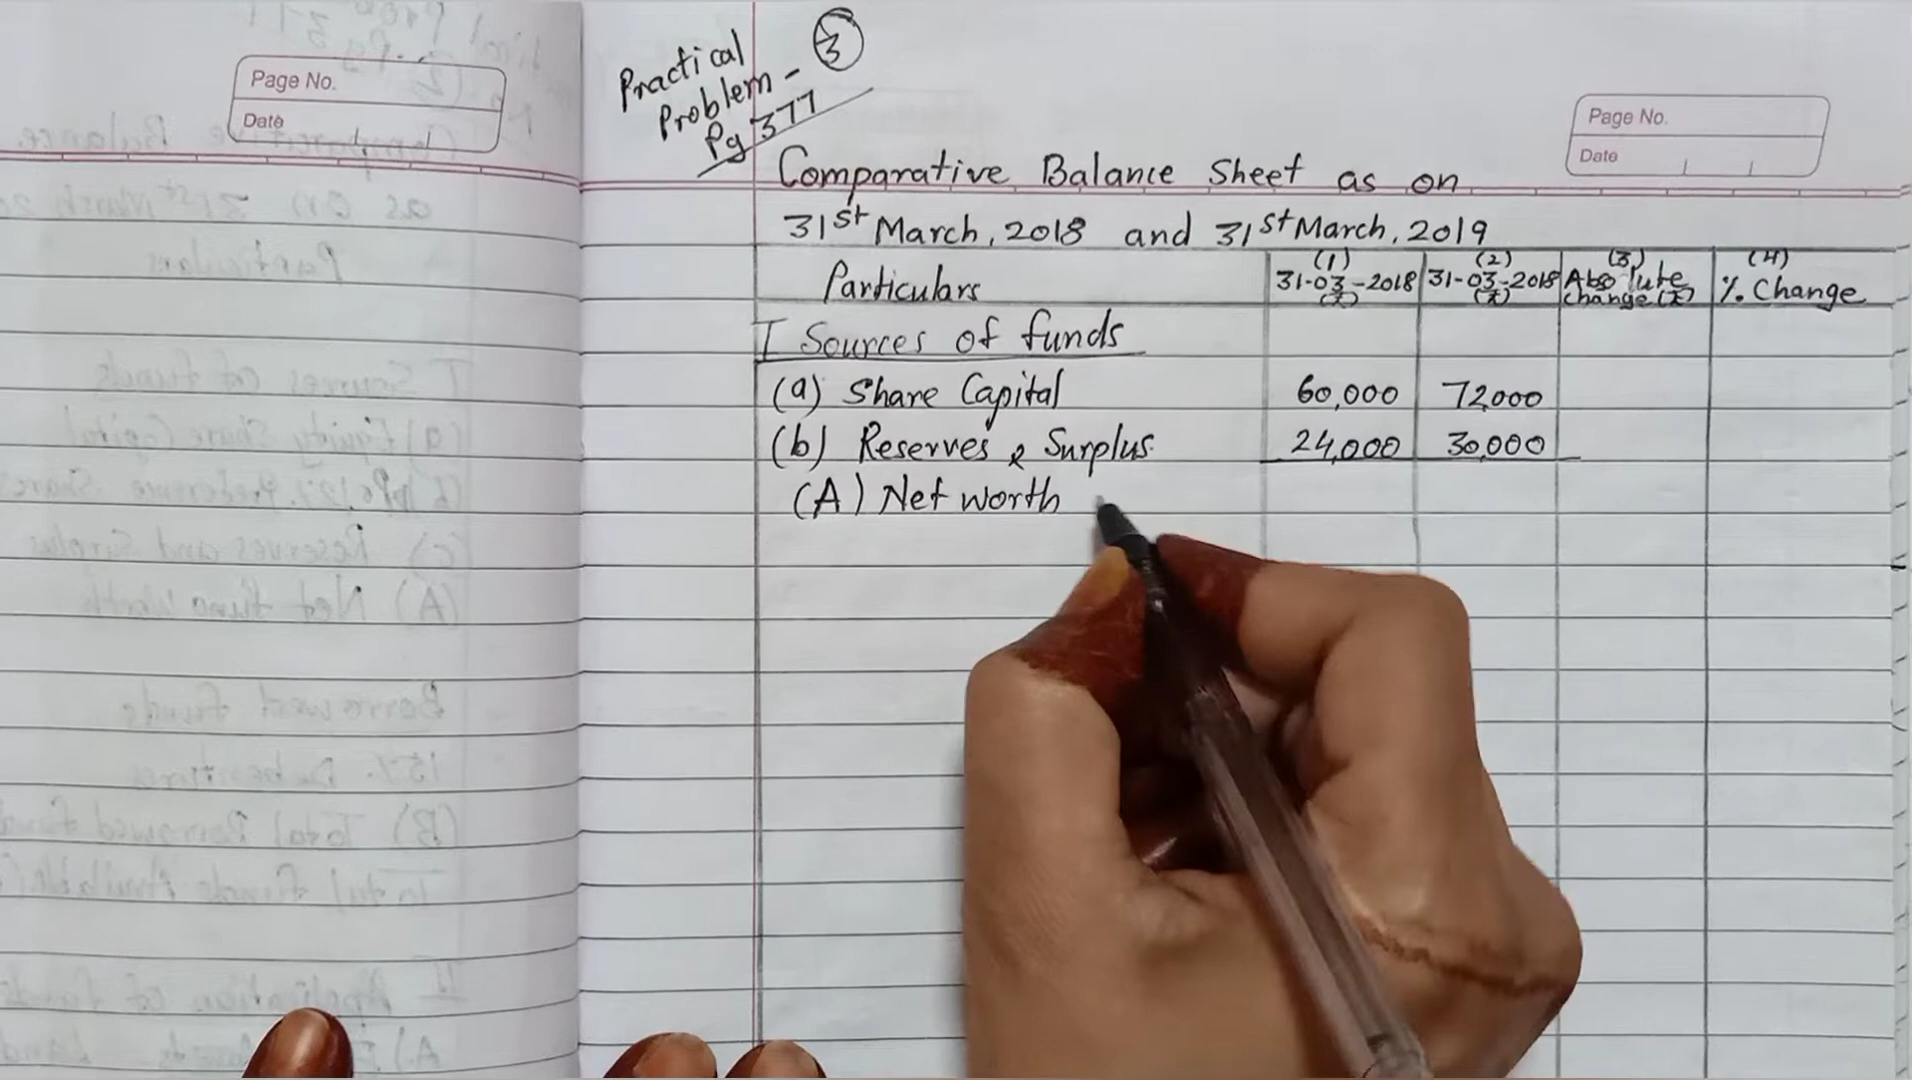 Page No.
Date
Practical
Problem - 3
Pg 377
Page No.
Date
Comparative Balance Sheet as on
31st March, 2018 and 31st March, 2019
Particulars (1) 31-03-2018 (₹) (2) 31-03-2018 (₹) (3) Absolute Change (₹) (4) % Change
I Sources of funds
(a) Share Capital 60,000 72,000
(b) Reserves & Surplus 24,000 30,000
(A) Net worth